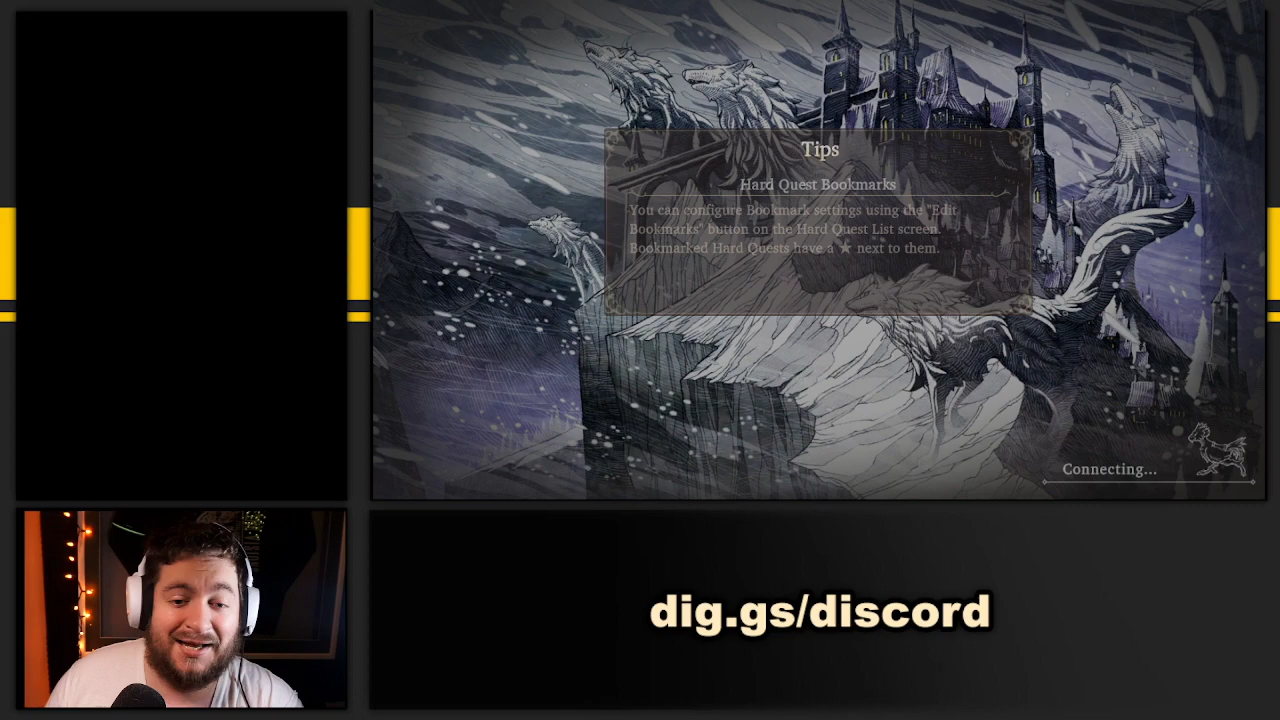 Tips
Hard Quest Bookmarks
You can configure Bookmark settings using the "Edit
Bookmarks" button on the Hard Quest List screen.
Bookmarked Hard Quests have a ★ next to them.
Connecting...
dig.gs/discord